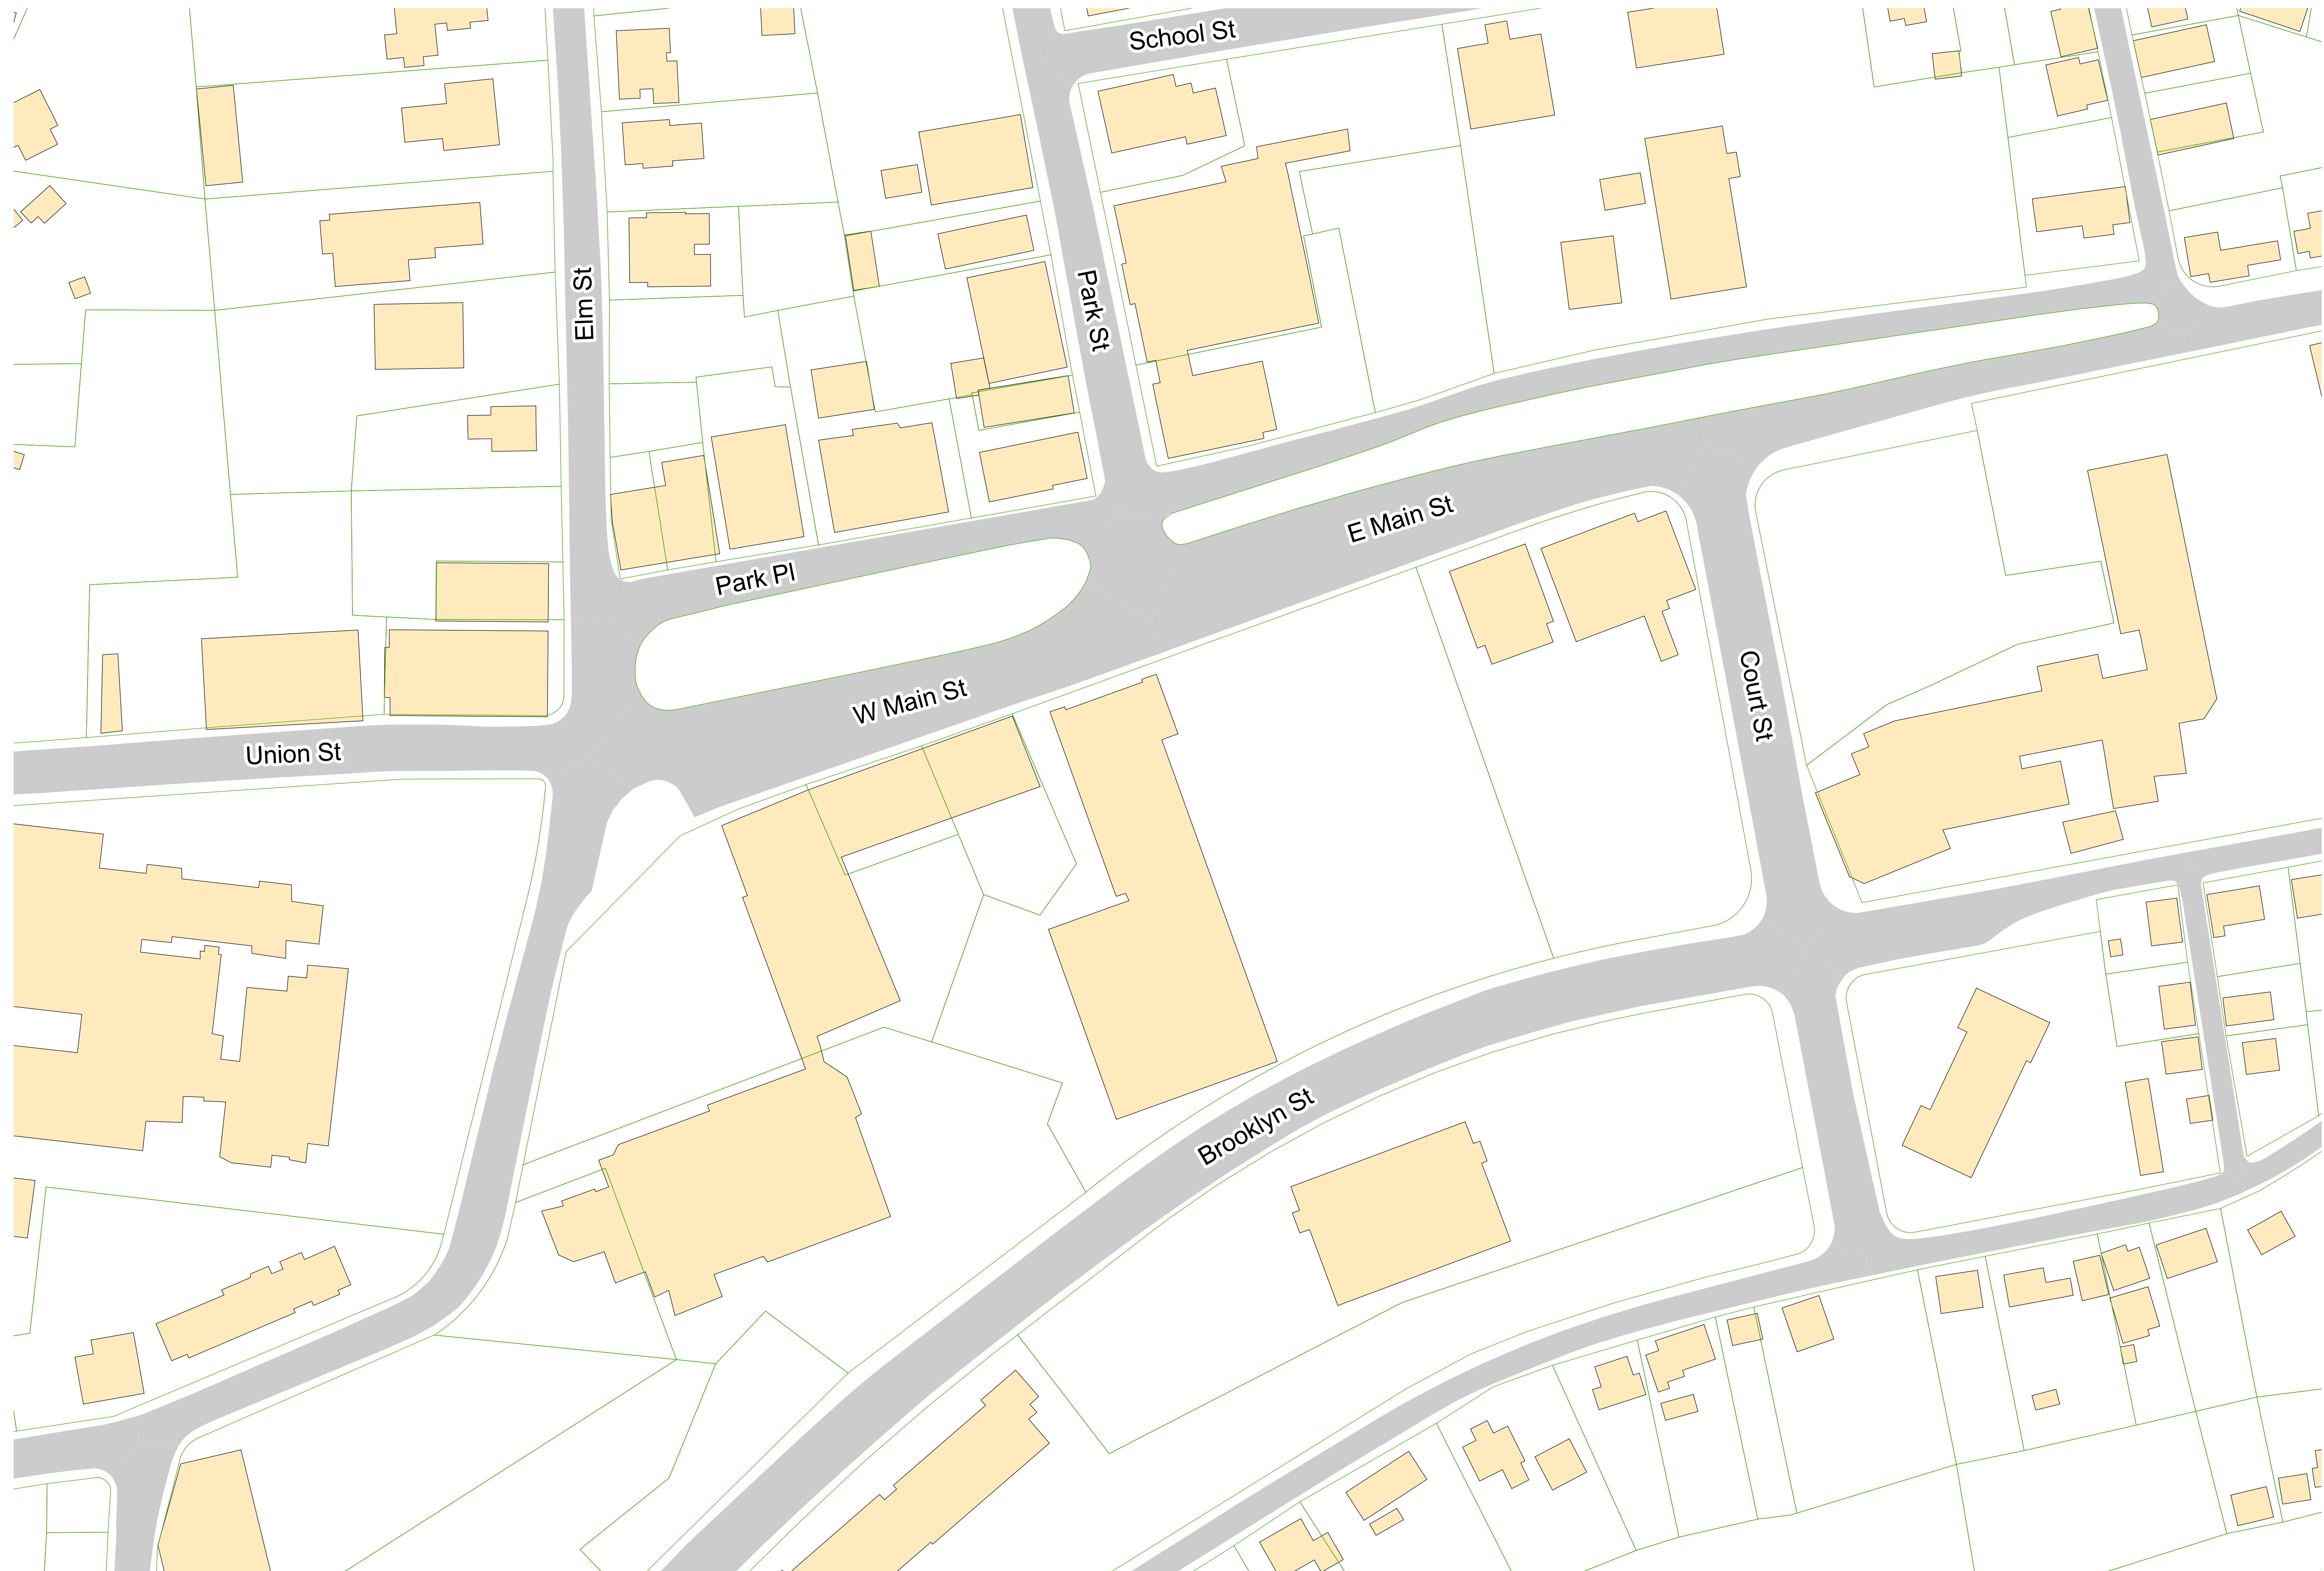 School St
Elm St
Park St
E Main St
Park Pl
W Main St
Court St
Union St
Brooklyn St